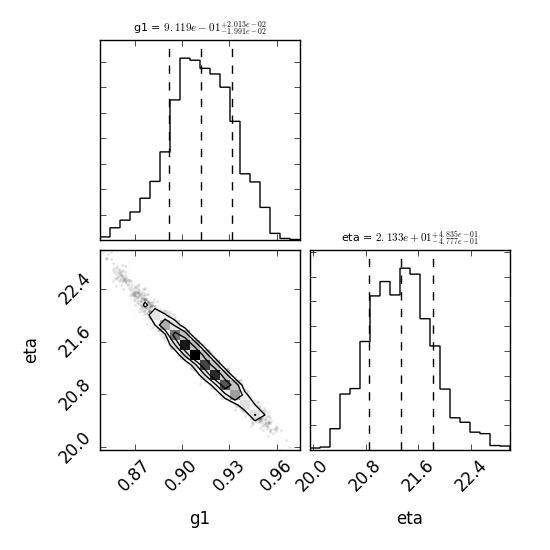 g1 = 9.119e − 01+2.013e−02−1.991e−02
eta = 2.133e + 01+4.835e−01−4.777e−01
22.4
21.6
20.8
20.0
eta
0.87
0.90
0.93
0.96
20.0
20.8
21.6
22.4
g1
eta